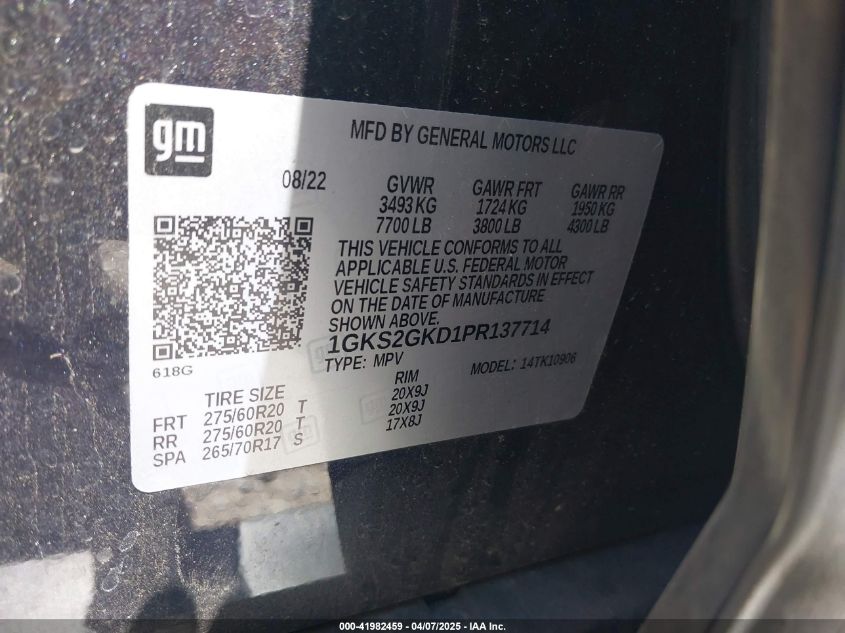 gm
MFD BY GENERAL MOTORS LLC
08/22 GVWR GAWR FRT GAWR RR
3493 KG 1724 KG 1950 KG
7700 LB 3800 LB 4300 LB
THIS VEHICLE CONFORMS TO ALL
APPLICABLE U.S. FEDERAL MOTOR
VEHICLE SAFETY STANDARDS IN EFFECT
ON THE DATE OF MANUFACTURE
SHOWN ABOVE.
1GKS2GKD1PR137714
TYPE: MPV MODEL: 14TK10906
618G
TIRE SIZE RIM
FRT 275/60R20 T 20X9J
RR 275/60R20 T 20X9J
SPA 265/70R17 S 17X8J
000-41982459 - 04/07/2025 - IAA Inc.